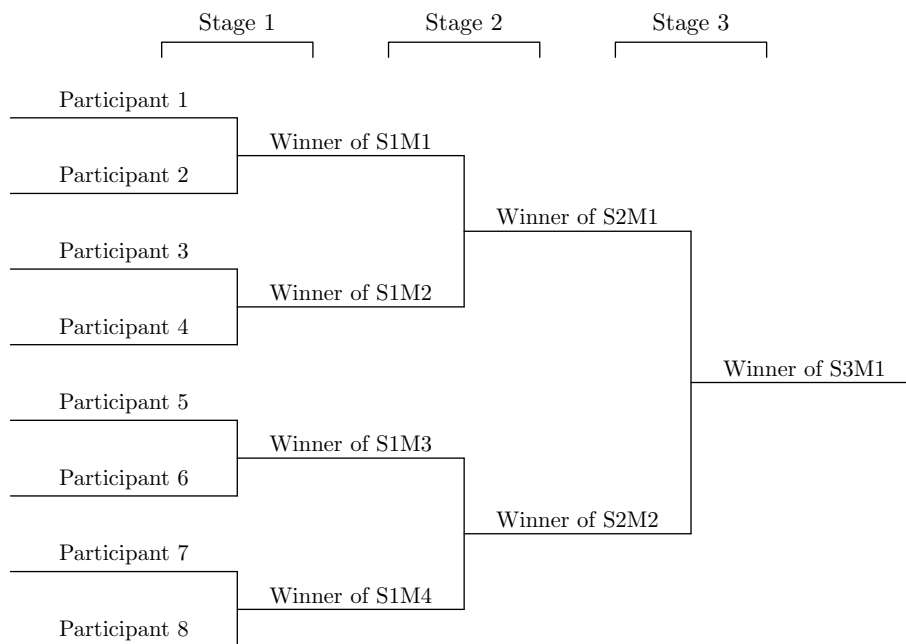 Stage 1
Stage 2
Stage 3
Participant 1
Participant 2
Participant 3
Participant 4
Participant 5
Participant 6
Participant 7
Participant 8
Winner of S1M1
Winner of S1M2
Winner of S1M3
Winner of S1M4
Winner of S2M1
Winner of S2M2
Winner of S3M1